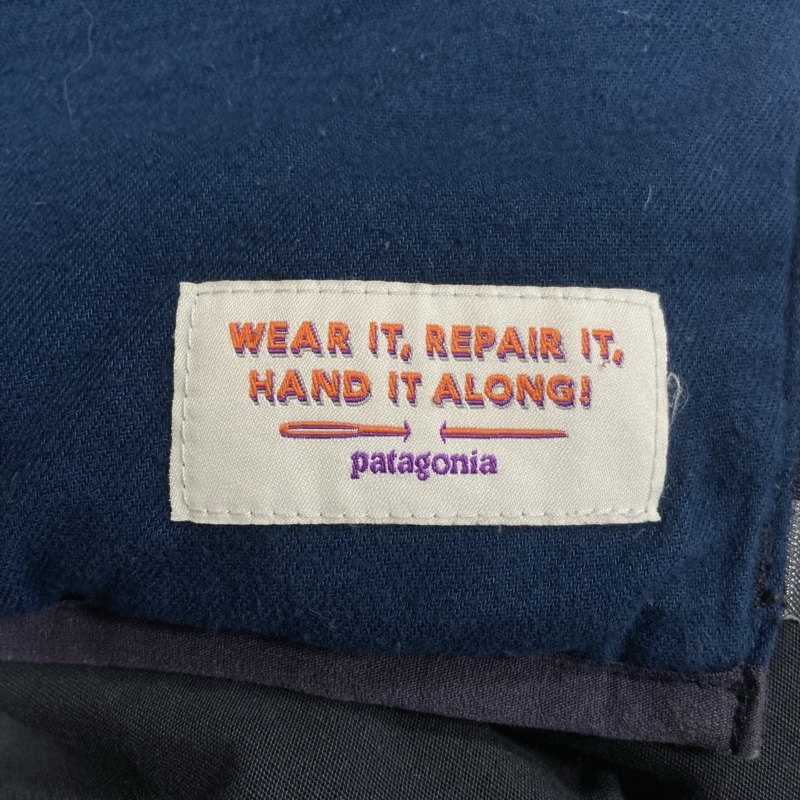 WEAR IT, REPAIR IT,
HAND IT ALONG!
patagonia